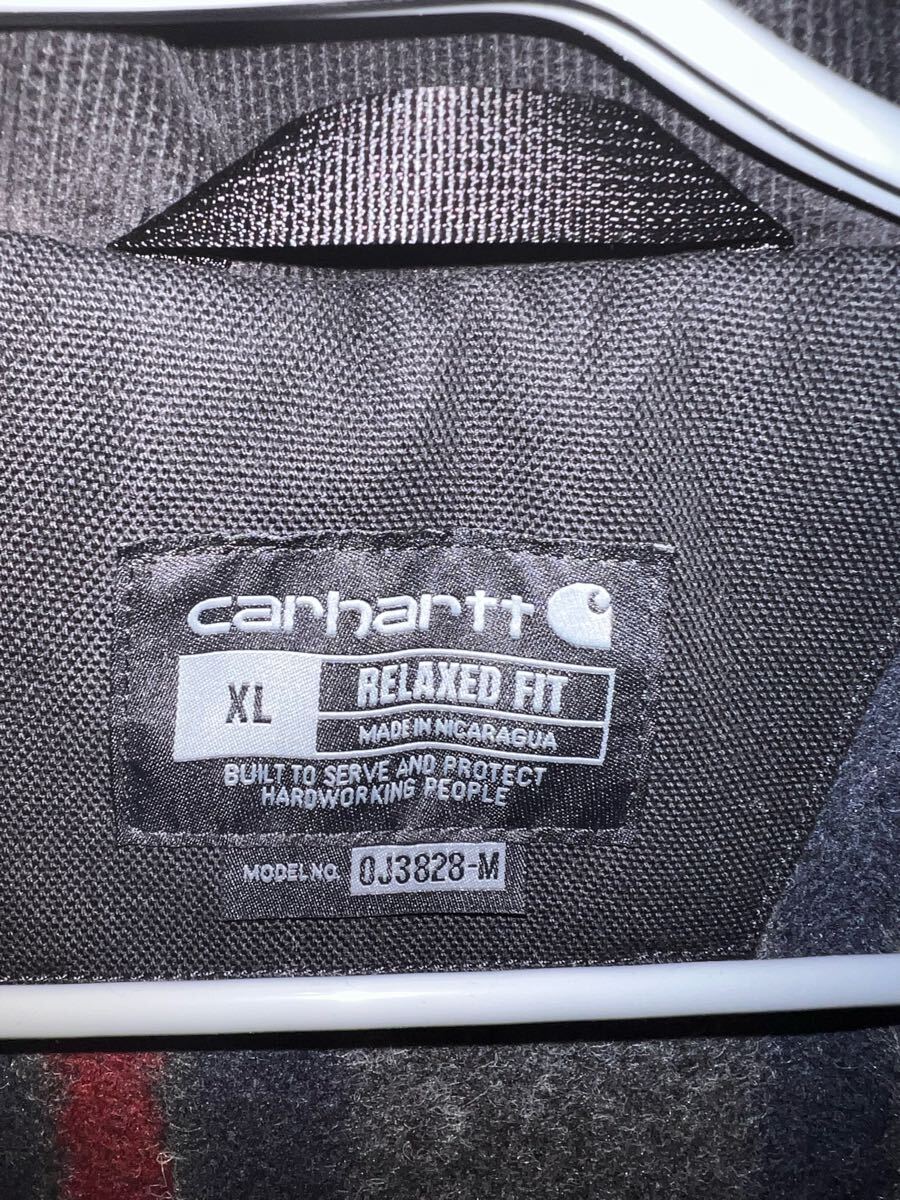 carhartt
XL
RELAXED FIT
MADE IN NICARAGUA
BUILT TO SERVE AND PROTECT
HARDWORKING PEOPLE
MODEL NO. 0J3828-M